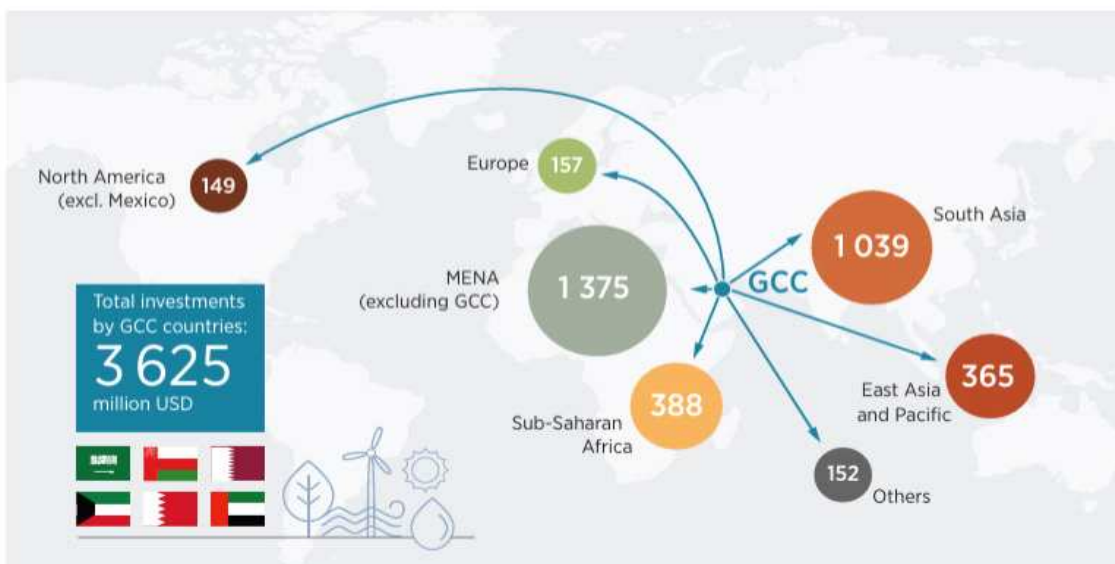 North America
(excl. Mexico)
149
Europe
157
South Asia
1 039
MENA
(excluding GCC)
1 375
GCC
Total investments
by GCC countries:
3 625
million USD
Sub-Saharan
Africa
388
East Asia
and Pacific
365
152
Others